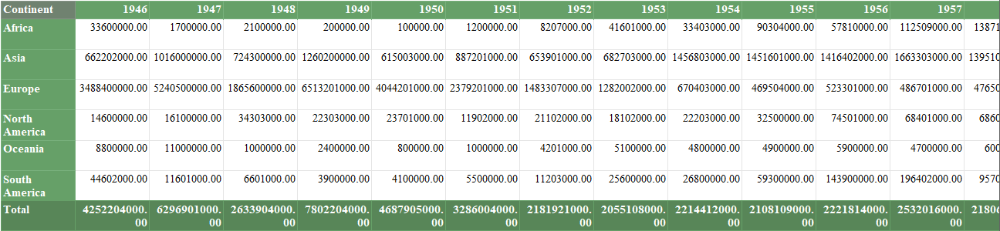 Continent 1946 1947 1948 1949 1950 1951 1952 1953 1954 1955 1956 1957
Africa 33600000.00 1700000.00 2100000.00 200000.00 100000.00 1200000.00 8207000.00 41601000.00 33403000.00 90304000.00 57810000.00 112509000.00 13871
Asia 662202000.00 1016000000.00 724300000.00 1260200000.00 615003000.00 887201000.00 653901000.00 682703000.00 1456803000.00 1451601000.00 1416402000.00 1663303000.00 139510
Europe 3488400000.00 5240500000.00 1865600000.00 6513201000.00 4044201000.00 2379201000.00 1483307000.00 1282002000.00 670403000.00 469504000.00 523301000.00 486701000.00 47650
North 14600000.00 16100000.00 34303000.00 22303000.00 23701000.00 11902000.00 21102000.00 18102000.00 22203000.00 32500000.00 74501000.00 68401000.00 6860
America
Oceania 8800000.00 11000000.00 1000000.00 2400000.00 800000.00 1000000.00 4201000.00 5100000.00 4800000.00 4900000.00 5900000.00 4700000.00 600
South 44602000.00 11601000.00 6601000.00 3900000.00 4100000.00 5500000.00 11203000.00 25600000.00 26800000.00 59300000.00 143900000.00 196402000.00 9570
America
Total 4252204000. 6296901000. 2633904000. 7802204000. 4687905000. 3286004000. 2181921000. 2055108000. 2214412000. 2108109000. 2221814000. 2532016000.
00 00 00 00 00 00 00 00 00 00 00 00